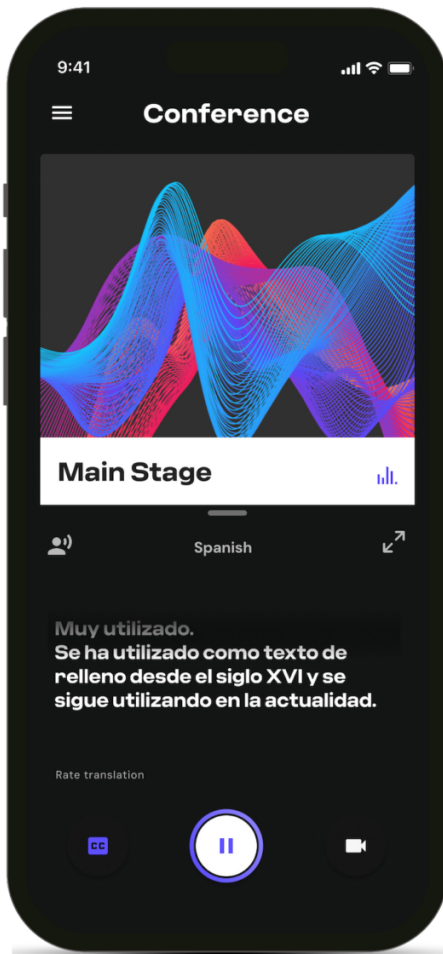 9:41
Conference
Main Stage
Spanish
Muy utilizado.
Se ha utilizado como texto de
relleno desde el siglo XVI y se
sigue utilizando en la actualidad.
Rate translation
CC